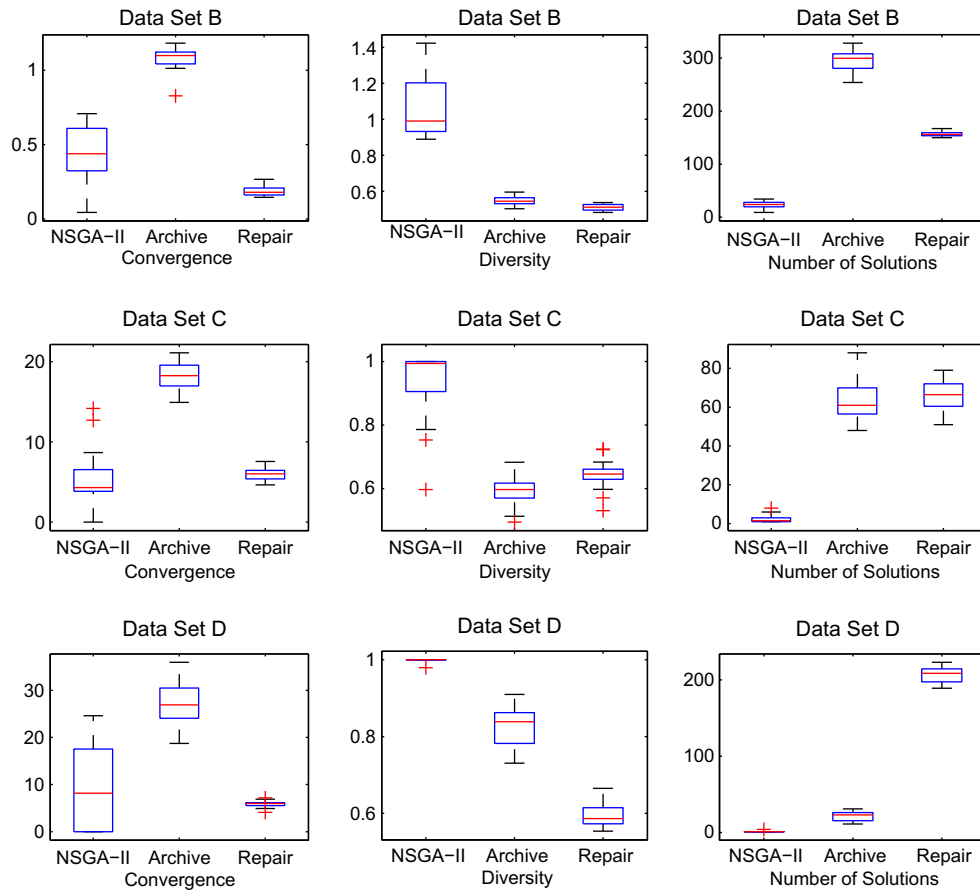 Data Set B
1
0.5
0
NSGA−II Archive Repair
Convergence
Data Set B
1.4
1.2
1
0.8
0.6
NSGA−II Archive Repair
Diversity
Data Set B
300
200
100
0
NSGA−II Archive Repair
Number of Solutions
Data Set C
20
10
0
NSGA−II Archive Repair
Convergence
Data Set C
1
0.8
0.6
NSGA−II Archive Repair
Diversity
Data Set C
80
60
40
20
0
NSGA−II Archive Repair
Number of Solutions
Data Set D
30
20
10
0
NSGA−II Archive Repair
Convergence
Data Set D
1
0.8
0.6
NSGA−II Archive Repair
Diversity
Data Set D
200
100
0
NSGA−II Archive Repair
Number of Solutions